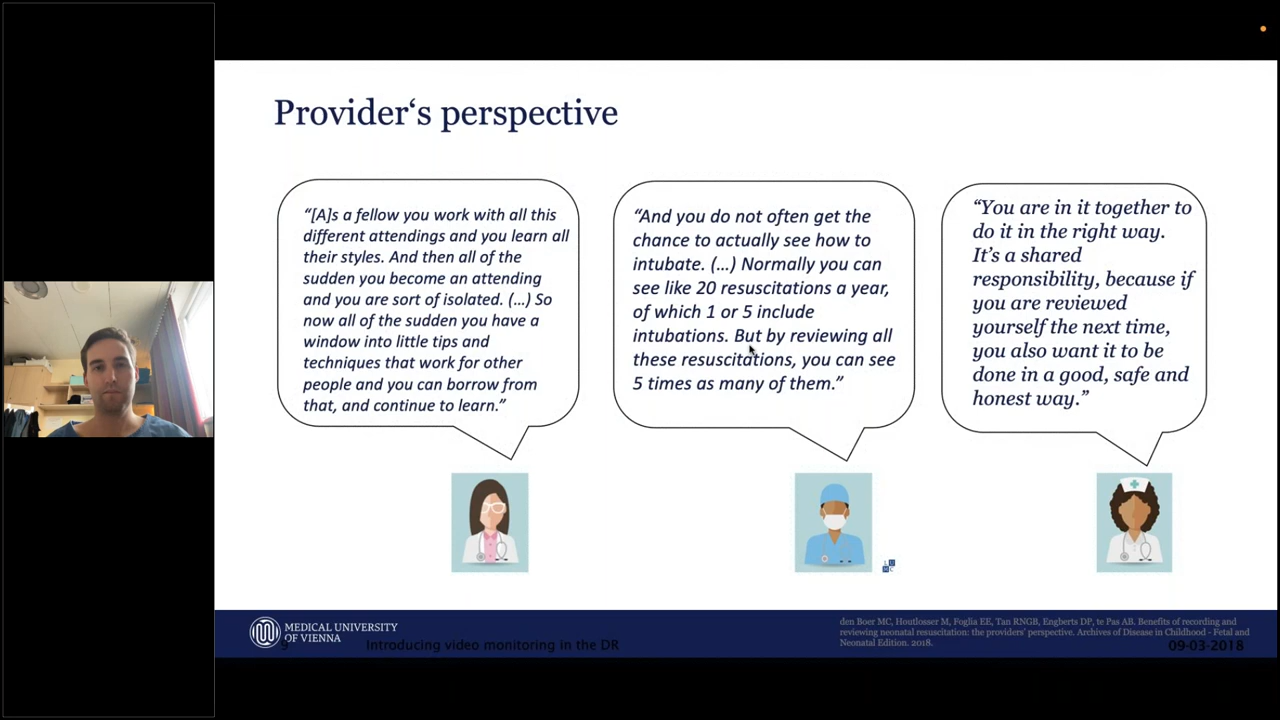 Provider‘s perspective
“[A]s a fellow you work with all this
different attendings and you learn all
their styles. And then all of the
sudden you become an attending
and you are sort of isolated. (…) So
now all of the sudden you have a
window into little tips and
techniques that work for other
people and you can borrow from
that, and continue to learn.”
“And you do not often get the
chance to actually see how to
intubate. (…) Normally you can
see like 20 resuscitations a year,
of which 1 or 5 include
intubations. But by reviewing all
these resuscitations, you can see
5 times as many of them.”
“You are in it together to
do it in the right way.
It’s a shared
responsibility, because if
you are reviewed
yourself the next time,
you also want it to be
done in a good, safe and
honest way.”
L U
M C
MEDICAL UNIVERSITY
OF VIENNA
9
Introducing video monitoring in the DR
den Boer MC, Houtlosser M, Foglia EE, Tan RNGB, Engberts DP, te Pas AB. Benefits of recording and
reviewing neonatal resuscitation: the providers’ perspective. Archives of Disease in Childhood - Fetal and
Neonatal Edition. 2018.
09-03-2018